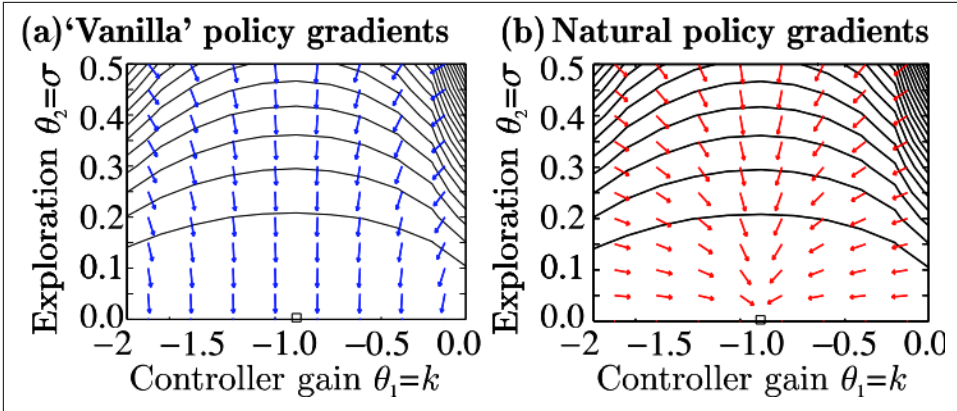 (a) ‘Vanilla’ policy gradients
Exploration θ₂=σ
0.5
0.4
0.3
0.2
0.1
0.0
−2 −1.5 −1.0 −0.5 0.0
Controller gain θ₁=k
(b) Natural policy gradients
Exploration θ₂=σ
0.5
0.4
0.3
0.2
0.1
0.0
−2 −1.5 −1.0 −0.5 0.0
Controller gain θ₁=k